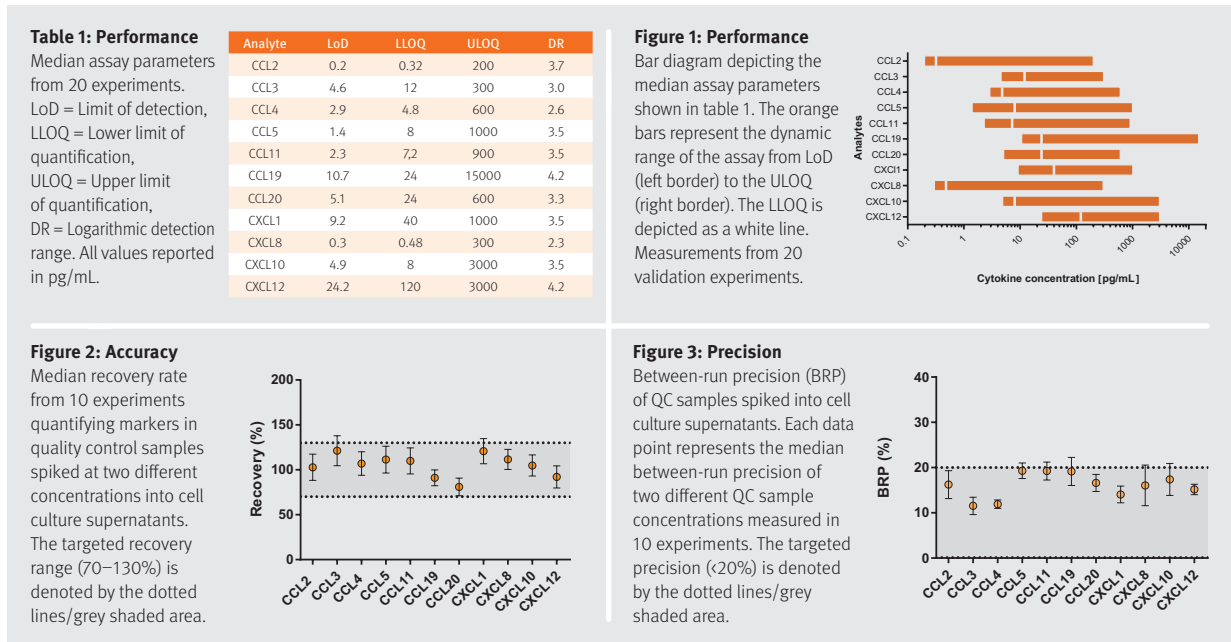 Table 1: Performance
Median assay parameters
from 20 experiments.
LoD = Limit of detection,
LLOQ = Lower limit of
quantification,
ULOQ = Upper limit
of quantification,
DR = Logarithmic detection
range. All values reported
in pg/mL.
Analyte LoD LLOQ ULOQ DR
CCL2 0.2 0.32 200 3.7
CCL3 4.6 12 300 3.0
CCL4 2.9 4.8 600 2.6
CCL5 1.4 8 1000 3.5
CCL11 2.3 7,2 900 3.5
CCL19 10.7 24 15000 4.2
CCL20 5.1 24 600 3.3
CXCL1 9.2 40 1000 3.5
CXCL8 0.3 0.48 300 2.3
CXCL10 4.9 8 3000 3.5
CXCL12 24.2 120 3000 4.2
Figure 1: Performance
Bar diagram depicting the
median assay parameters
shown in table 1. The orange
bars represent the dynamic
range of the assay from LoD
(left border) to the ULOQ
(right border). The LLOQ is
depicted as a white line.
Measurements from 20
validation experiments.
Analytes
CCL2
CCL3
CCL4
CCL5
CCL11
CCL19
CCL20
CXCl1
CXCL8
CXCL10
CXCL12
0.1 1 10 100 1000 10000
Cytokine concentration [pg/mL]
Figure 2: Accuracy
Median recovery rate
from 10 experiments
quantifying markers in
quality control samples
spiked at two different
concentrations into cell
culture supernatants.
The targeted recovery
range (70–130%) is
denoted by the dotted
lines/grey shaded area.
Recovery (%)
200
150
100
50
0
CCL2 CCL3 CCL4 CCL5 CCL11 CCL19 CCL20 CXCL1 CXCL8 CXCL10 CXCL12
Figure 3: Precision
Between-run precision (BRP)
of QC samples spiked into cell
culture supernatants. Each data
point represents the median
between-run precision of
two different QC sample
concentrations measured in
10 experiments. The targeted
precision (<20%) is denoted
by the dotted lines/grey
shaded area.
BRP (%)
40
30
20
10
0
CCL2 CCL3 CCL4 CCL5 CCL11 CCL19 CCL20 CXCL1 CXCL8 CXCL10 CXCL12